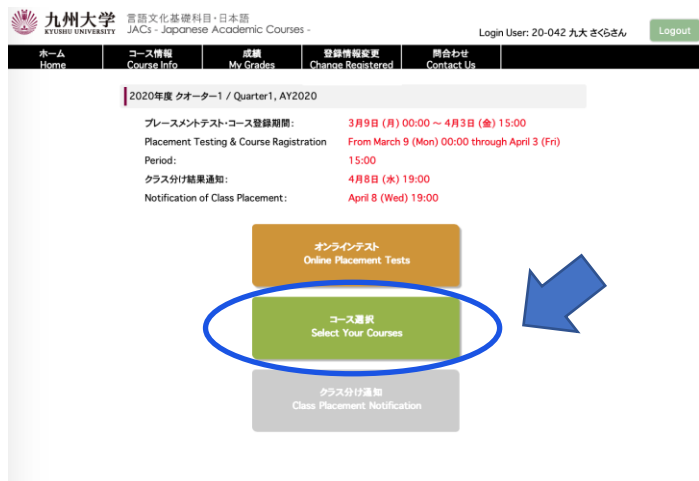 九州大学
KYUSHU UNIVERSITY
言語文化基礎科目・日本語
JACs - Japanese Academic Courses -
Login User: 20-042 九大 さくらさん
Logout
ホーム
Home
コース情報
Course Info
成績
My Grades
登録情報変更
Change Registered
問合わせ
Contact Us
2020年度 クオーター1 / Quarter1, AY2020
プレースメントテスト・コース登録期間: 3月9日 (月) 00:00 ~ 4月3日 (金) 15:00
Placement Testing & Course Ragistration From March 9 (Mon) 00:00 through April 3 (Fri)
Period: 15:00
クラス分け結果通知: 4月8日 (水) 19:00
Notification of Class Placement: April 8 (Wed) 19:00
オンラインテスト
Online Placement Tests
コース選択
Select Your Courses
クラス分け通知
Class Placement Notification